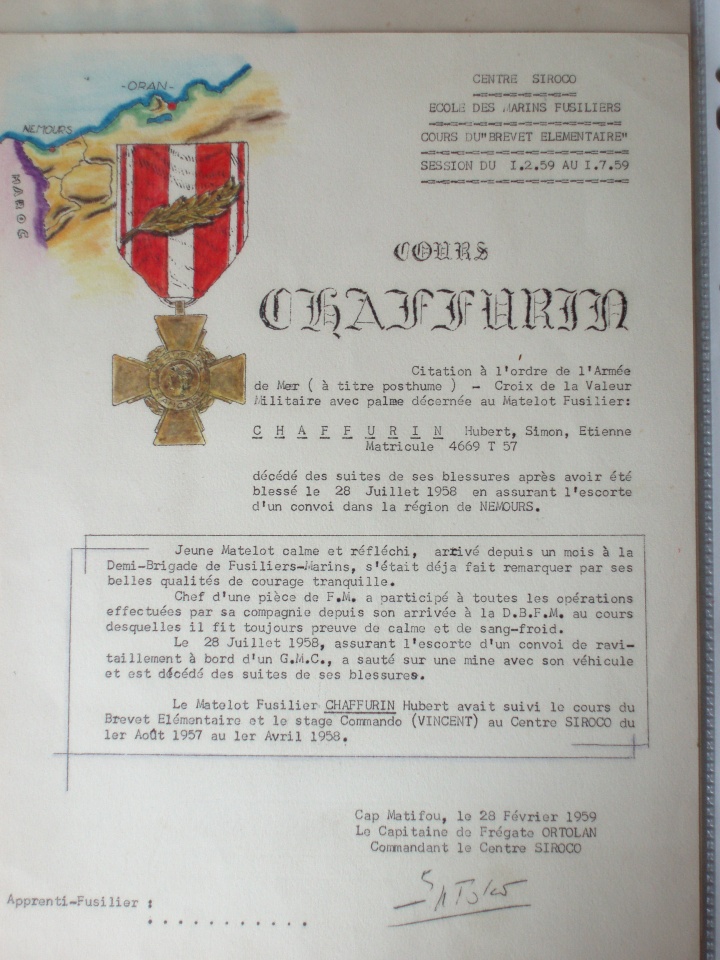 -ORAN-
NEMOURS
MAROC
CENTRE SIROCO
ECOLE DES MARINS FUSILIERS
COURS DU"BREVET ELEMENTAIRE"
SESSION DU I.2.59 AU I.7.59
COURS
CHAFFURIN
Citation à l'ordre de l'Armée
de Mer ( à titre posthume ) - Croix de la Valeur
Militaire avec palme décernée au Matelot Fusilier:
C H A F F U R I N Hubert, Simon, Etienne
Matricule 4669 T 57
décédé des suites de ses blessures après avoir été
blessé le 28 Juillet 1958 en assurant l'escorte
d'un convoi dans la région de NEMOURS.
Jeune Matelot calme et réfléchi, arrivé depuis un mois à la
Demi-Brigade de Fusiliers-Marins, s'était déja fait remarquer par ses
belles qualités de courage tranquille.
Chef d'une pièce de F.M. a participé à toutes les opérations
effectuées par sa compagnie depuis son arrivée à la D.B.F.M. au cours
desquelles il fit toujours preuve de calme et de sang-froid.
Le 28 Juillet 1958, assurant l'escorte d'un convoi de ravi-
taillement à bord d'un G.M.C., a sauté sur une mine avec son véhicule
et est décédé des suites de ses blessures.
Le Matelot Fusilier CHAFFURIN Hubert avait suivi le cours du
Brevet Elémentaire et le stage Commando (VINCENT) au Centre SIROCO du
1er Août 1957 au 1er Avril 1958.
Cap Matifou, le 28 Février 1959
Le Capitaine de Frégate ORTOLAN
Commandant le Centre SIROCO
Apprenti-Fusilier :
. . . . . . . . . . .